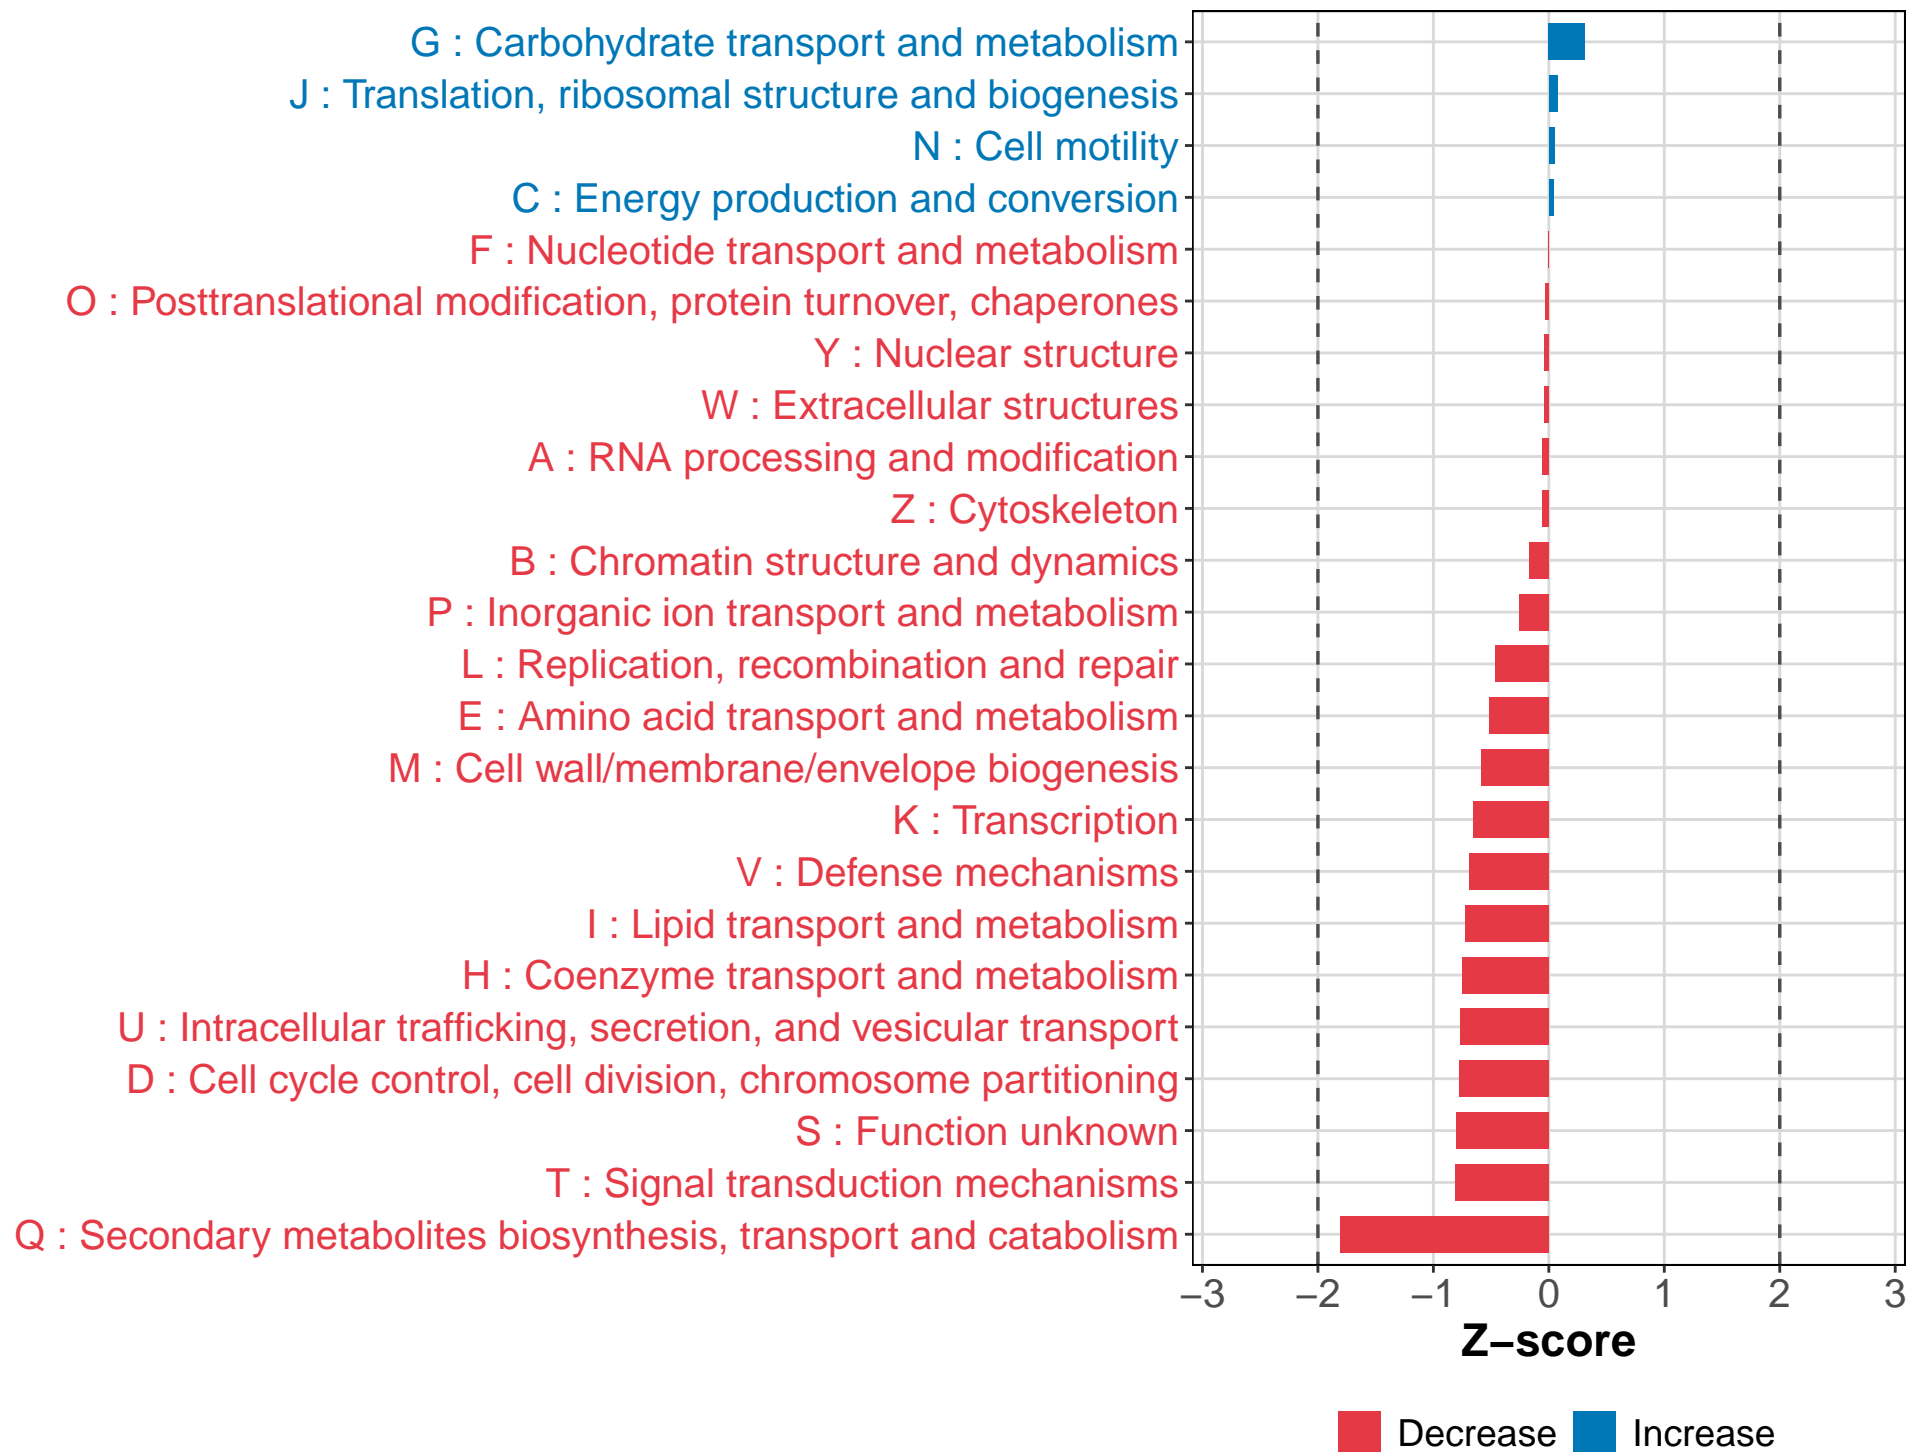 G : Carbohydrate transport and metabolism
J : Translation, ribosomal structure and biogenesis
N : Cell motility
C : Energy production and conversion
F : Nucleotide transport and metabolism
O : Posttranslational modification, protein turnover, chaperones
Y : Nuclear structure
W : Extracellular structures
A : RNA processing and modification
Z : Cytoskeleton
B : Chromatin structure and dynamics
P : Inorganic ion transport and metabolism
L : Replication, recombination and repair
E : Amino acid transport and metabolism
M : Cell wall/membrane/envelope biogenesis
K : Transcription
V : Defense mechanisms
I : Lipid transport and metabolism
H : Coenzyme transport and metabolism
U : Intracellular trafficking, secretion, and vesicular transport
D : Cell cycle control, cell division, chromosome partitioning
S : Function unknown
T : Signal transduction mechanisms
Q : Secondary metabolites biosynthesis, transport and catabolism
−3 −2 −1 0 1 2 3
Z−score
Decrease Increase